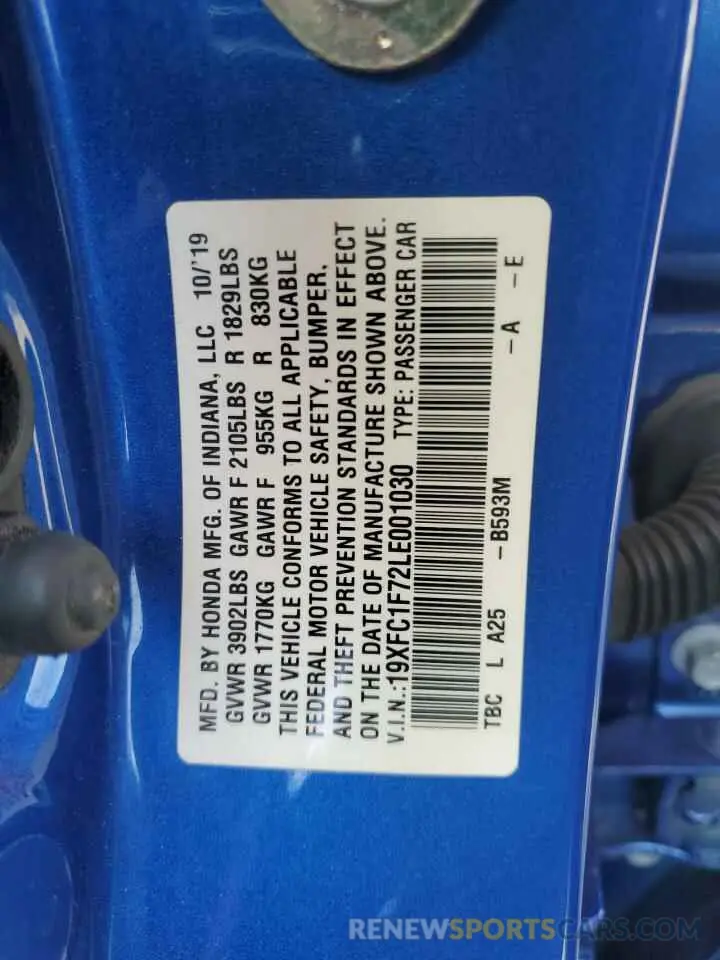 MFD. BY HONDA MFG. OF INDIANA, LLC 10/'19
GVWR 3902LBS GAWR F 2105LBS R 1829LBS
GVWR 1770KG GAWR F 955KG R 830KG
THIS VEHICLE CONFORMS TO ALL APPLICABLE
FEDERAL MOTOR VEHICLE SAFETY, BUMPER,
AND THEFT PREVENTION STANDARDS IN EFFECT
ON THE DATE OF MANUFACTURE SHOWN ABOVE.
V.I.N.:19XFC1F72LE001030 TYPE: PASSENGER CAR
TBC L A25 -B593M -A -E
RENEWSPORTSCARS.COM